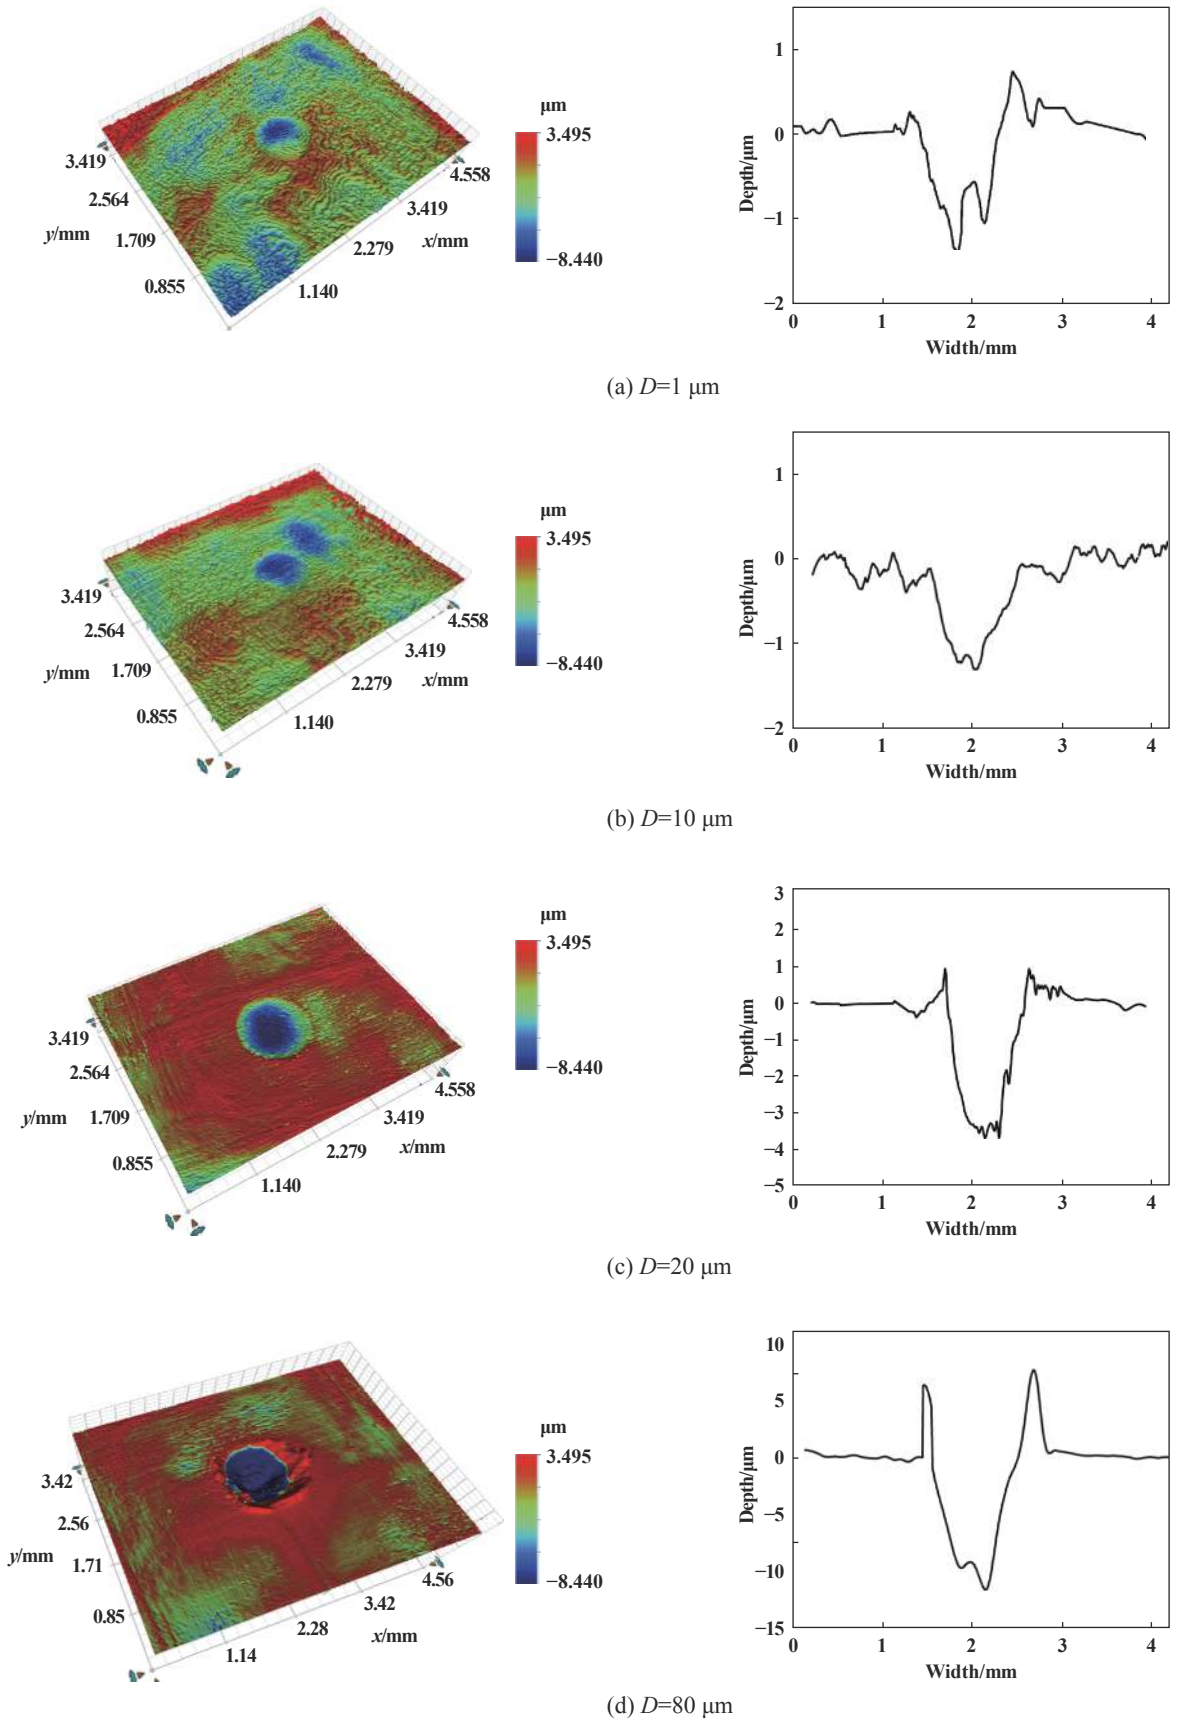 μm
3.495
−8.440
3.419
2.564
y/mm
1.709
0.855
1.140
2.279
x/mm
3.419
4.558
1
0
−1
−2
Depth/μm
0 1 2 3 4
Width/mm
(a) D=1 μm
μm
3.495
−8.440
3.419
2.564
y/mm
1.709
0.855
1.140
2.279
x/mm
3.419
4.558
1
0
−1
−2
Depth/μm
0 1 2 3 4
Width/mm
(b) D=10 μm
μm
3.495
−8.440
3.419
2.564
y/mm
1.709
0.855
1.140
2.279
x/mm
3.419
4.558
3
2
1
0
−1
−2
−3
−4
−5
Depth/μm
0 1 2 3 4
Width/mm
(c) D=20 μm
μm
3.495
−8.440
3.42
2.56
y/mm
1.71
0.85
1.14
2.28
x/mm
3.42
4.56
10
5
0
−5
−10
−15
Depth/μm
0 1 2 3 4
Width/mm
(d) D=80 μm